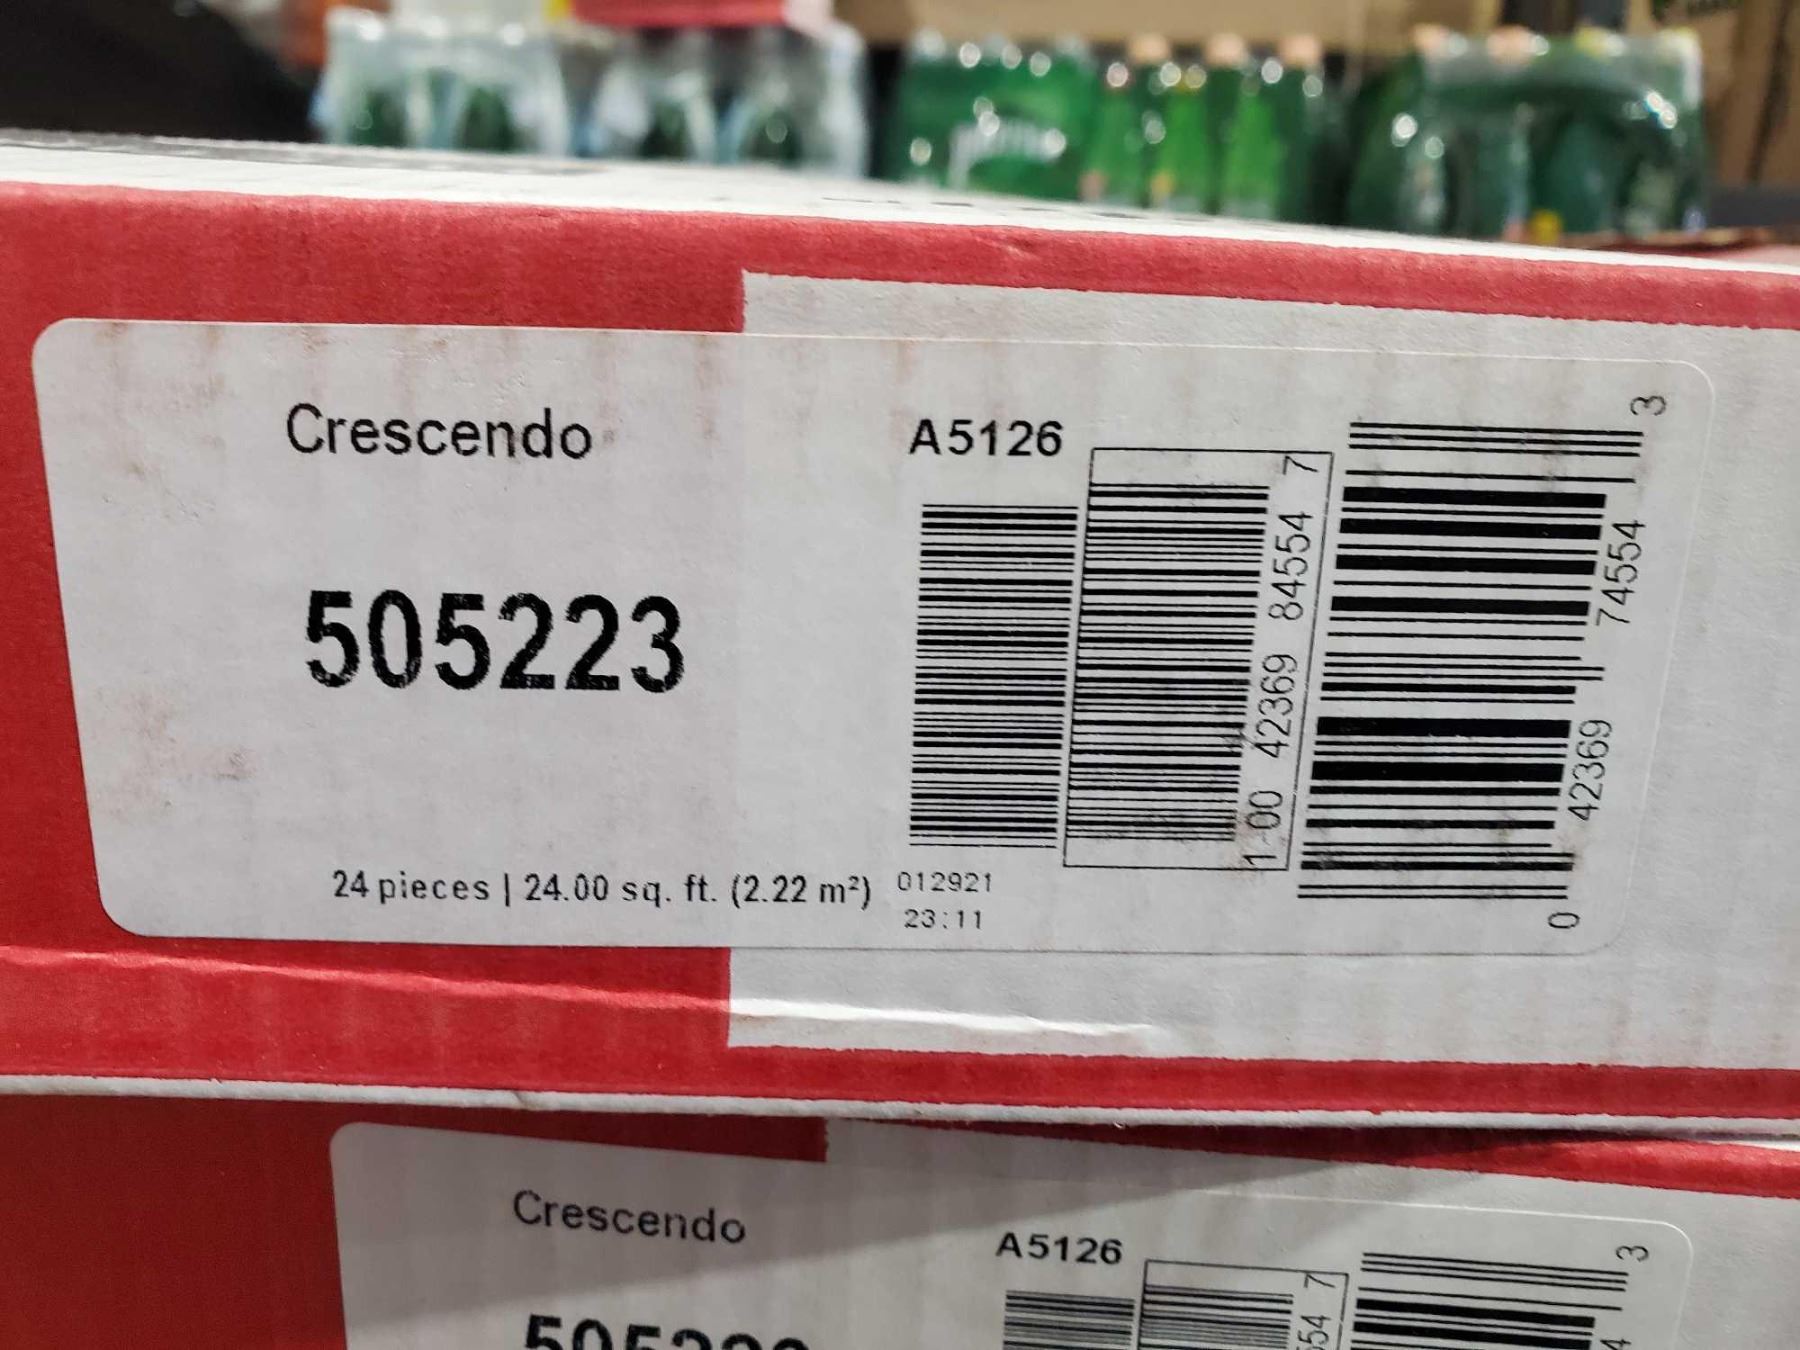 Crescendo
A5126
505223
24 pieces | 24.00 sq. ft. (2.22 m²)
012921
23:11
1 00 42369 84554 7
0 42369 74554 3
Crescendo
A5126